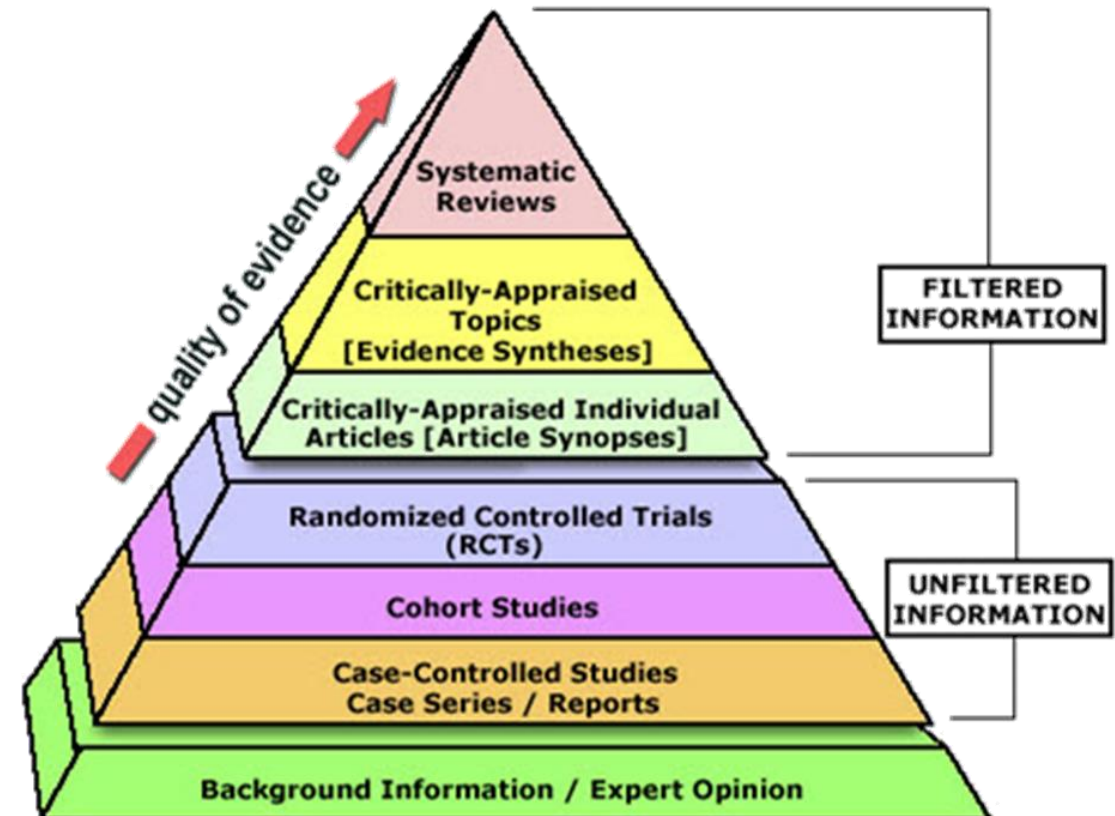 quality of evidence
Systematic
Reviews
Critically-Appraised
Topics
[Evidence Syntheses]
Critically-Appraised Individual
Articles [Article Synopses]
FILTERED
INFORMATION
Randomized Controlled Trials
(RCTs)
Cohort Studies
Case-Controlled Studies
Case Series / Reports
UNFILTERED
INFORMATION
Background Information / Expert Opinion